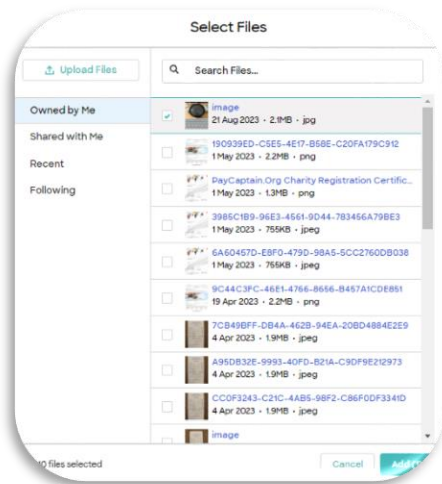 Select Files
Upload Files
Search Files...
Owned by Me
Shared with Me
Recent
Following
image
21 Aug 2023 • 2.1MB • jpg
190939ED-C5E5-4E17-B58E-C20FA179C912
1 May 2023 • 2.2MB • png
PayCaptain.Org Charity Registration Certific...
1 May 2023 • 1.3MB • png
3985C1B9-96E3-4561-9D44-783456A79BE3
1 May 2023 • 755KB • jpeg
6A60457D-E8F0-479D-98A5-5CC2760DB038
1 May 2023 • 755KB • jpeg
9C44C3FC-46E1-4766-8656-B457A1CDE851
19 Apr 2023 • 2.2MB • png
7CB49BFF-DB4A-462B-94EA-20BD4884E2E9
4 Apr 2023 • 1.9MB • jpeg
A95DB32E-9993-40FD-B21A-C9DF9E212973
4 Apr 2023 • 1.9MB • jpeg
CC0F3243-C21C-4AB5-98F2-C86F0DF3341D
4 Apr 2023 • 1.9MB • jpeg
image
files selected
Cancel
Add